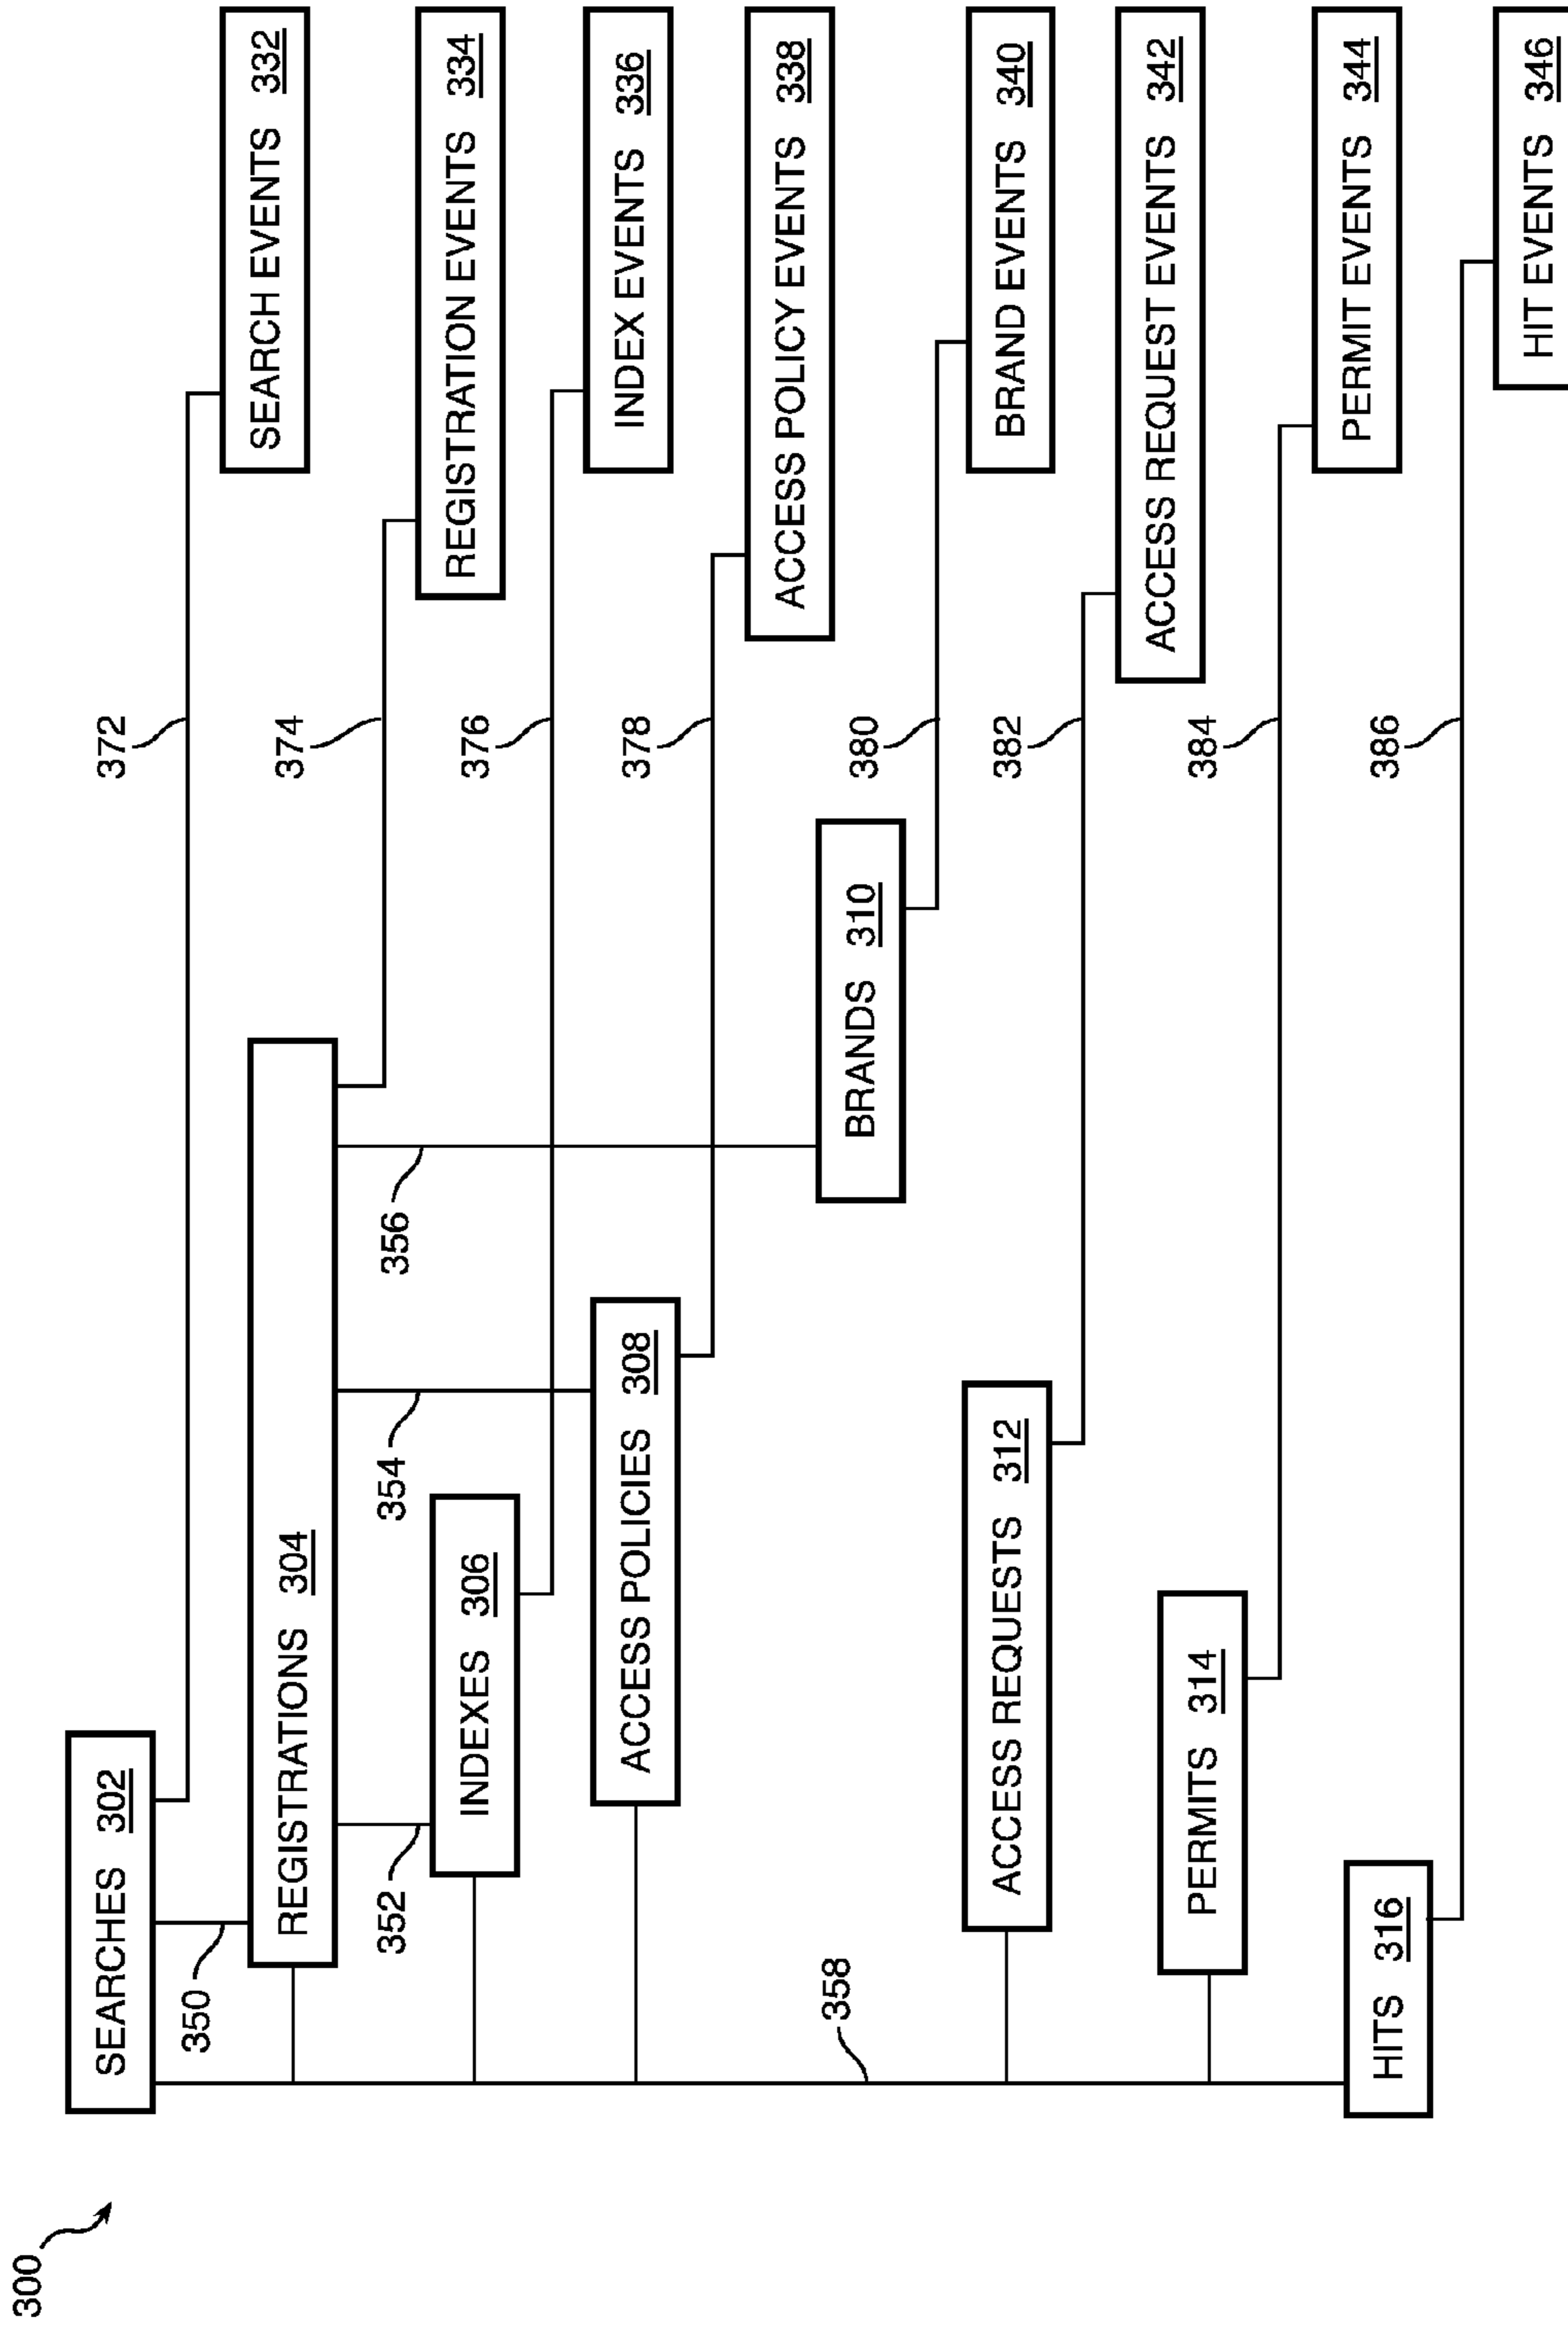 300
SEARCHES 302
350
REGISTRATIONS 304
352
354
356
INDEXES 306
ACCESS POLICIES 308
358
BRANDS 310
ACCESS REQUESTS 312
PERMITS 314
HITS 316
372
SEARCH EVENTS 332
374
REGISTRATION EVENTS 334
376
INDEX EVENTS 336
378
ACCESS POLICY EVENTS 338
380
BRAND EVENTS 340
382
ACCESS REQUEST EVENTS 342
384
PERMIT EVENTS 344
386
HIT EVENTS 346